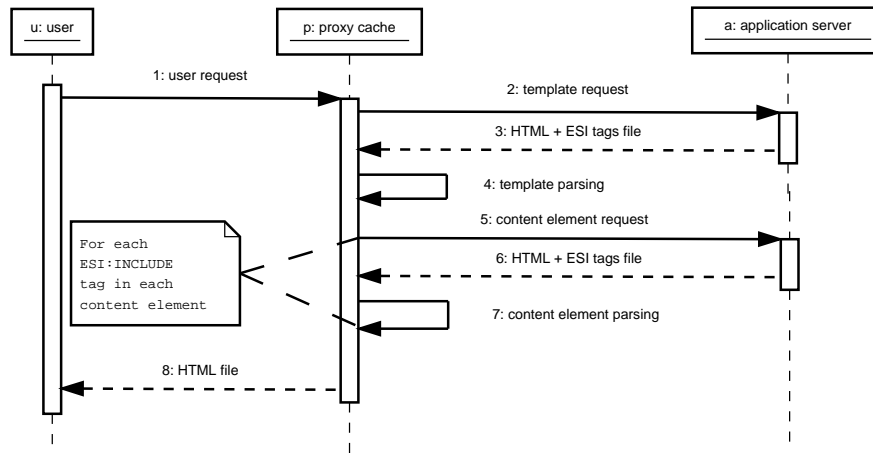 u: user
p: proxy cache
a: application server
1: user request
2: template request
3: HTML + ESI tags file
4: template parsing
5: content element request
For each
ESI:INCLUDE
tag in each
content element
6: HTML + ESI tags file
7: content element parsing
8: HTML file